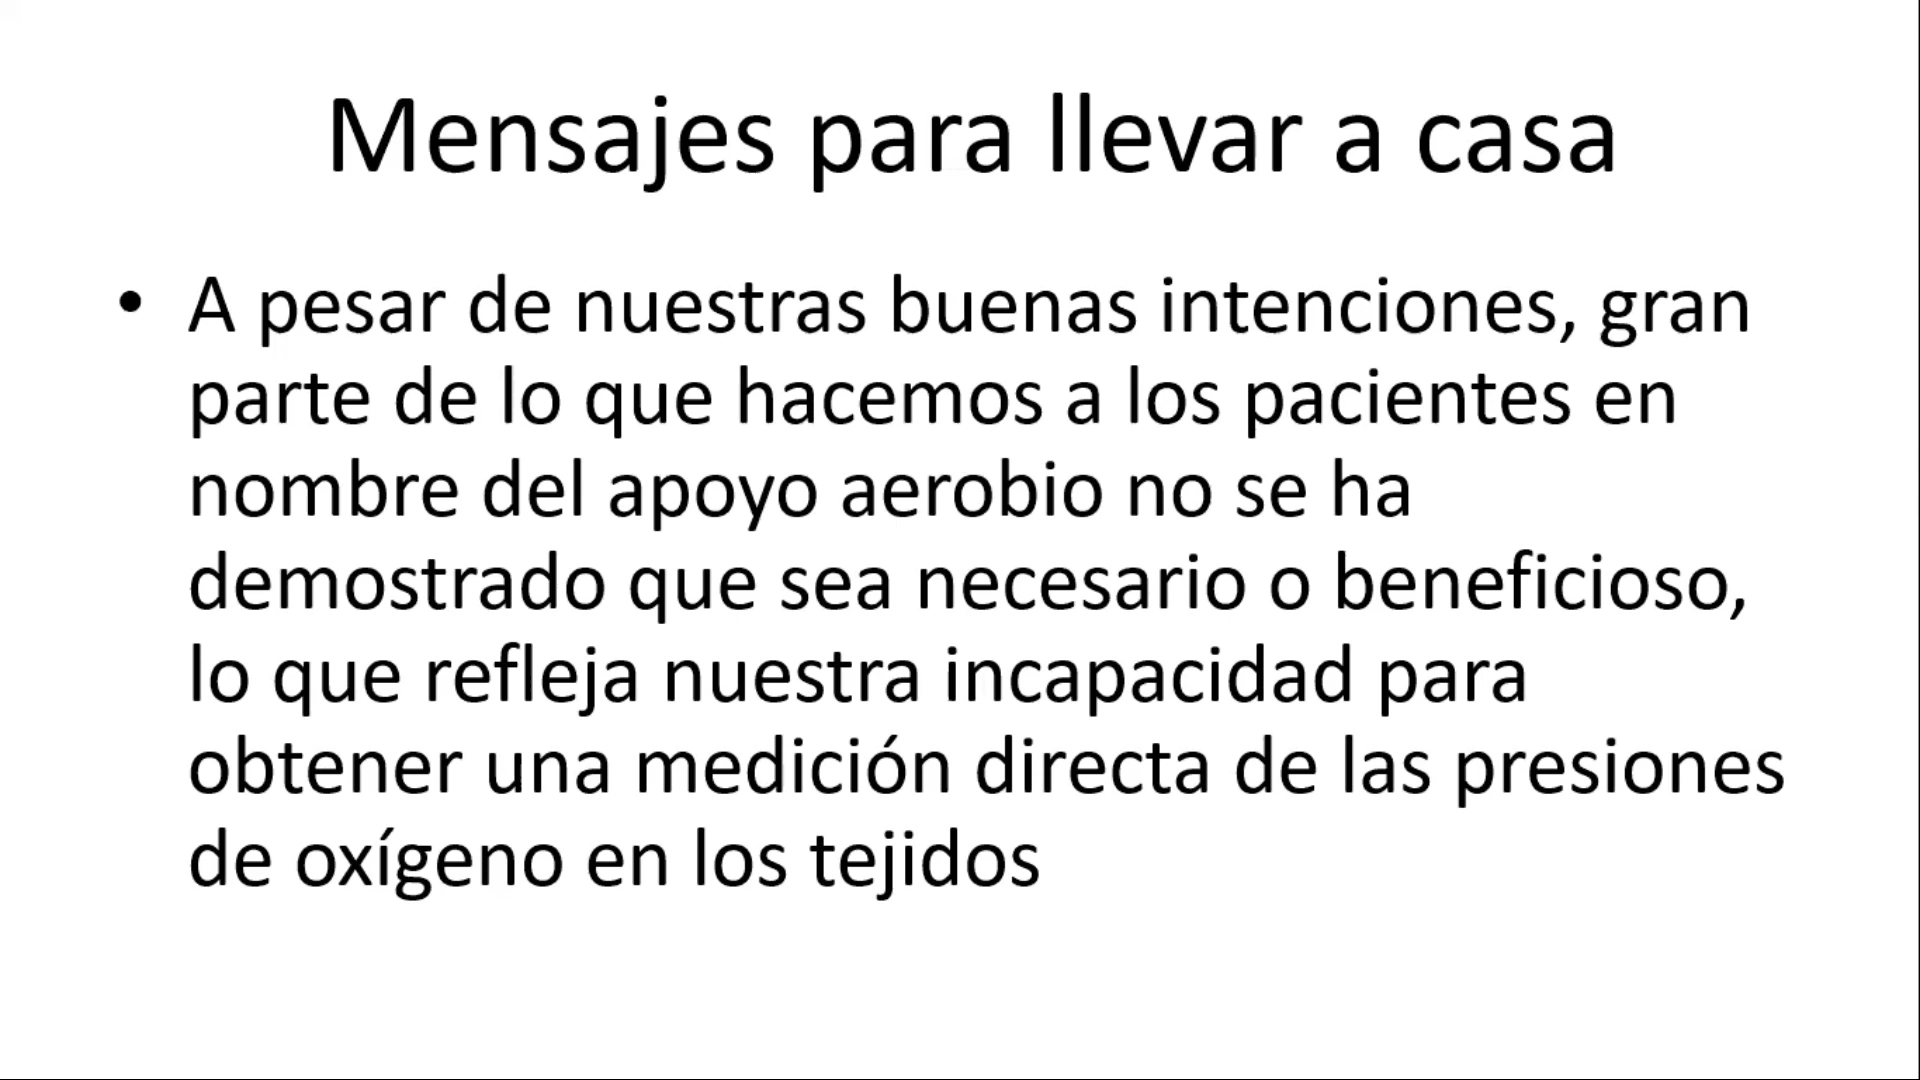 Mensajes para llevar a casa
• A pesar de nuestras buenas intenciones, gran
parte de lo que hacemos a los pacientes en
nombre del apoyo aerobio no se ha
demostrado que sea necesario o beneficioso,
lo que refleja nuestra incapacidad para
obtener una medición directa de las presiones
de oxígeno en los tejidos